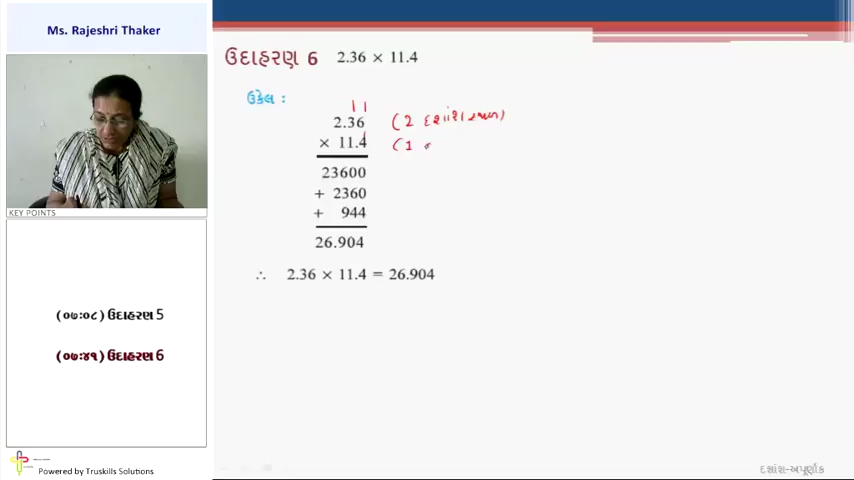 Ms. Rajeshri Thaker
KEY POINTS
(૦૭:૦૮) ઉદાહરણ 5
(૦૭:૪૧) ઉદાહરણ 6
Powered by Truskills Solutions
ઉદાહરણ 6 2.36 × 11.4
ઉકેલ :
2.36 (2 દશાંશ સ્થળ)
× 11.4 (1
23600
+ 2360
+ 944
26.904
∴ 2.36 × 11.4 = 26.904
દશાંશ-અપૂર્ણાંક